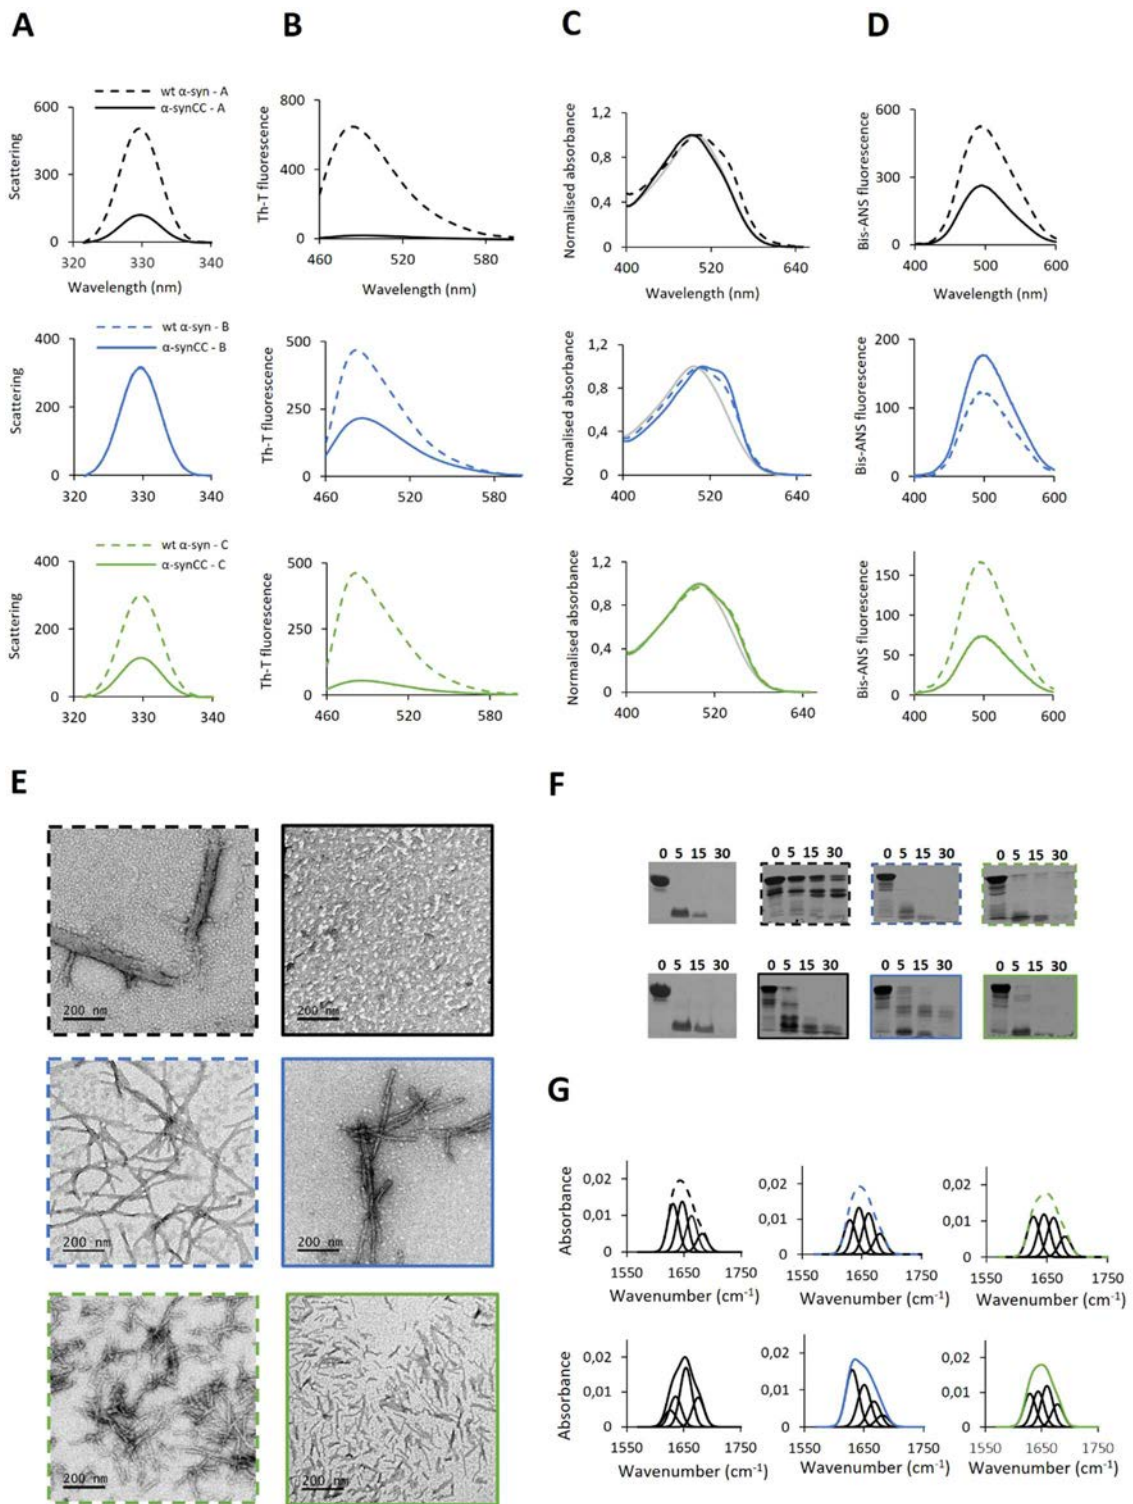 A B C D
wt α-syn - A
α-synCC - A
600
300
0
320 330 340
Scattering
Wavelength (nm)
800
400
0
460 520 580
Th-T fluorescence
Wavelength (nm)
1,2
0,8
0,4
0
400 520 640
Normalised absorbance
Wavelength (nm)
600
300
0
400 500 600
Bis-ANS fluorescence
Wavelength (nm)
wt α-syn - B
α-synCC - B
400
200
0
320 330 340
Scattering
500
250
0
460 520 580
Th-T fluorescence
1,2
0,8
0,4
0
400 520 640
Normalised absorbance
200
100
0
400 500 600
Bis-ANS fluorescence
wt α-syn - C
α-synCC - C
400
200
0
320 330 340
Scattering
500
250
0
460 520 580
Th-T fluorescence
1,2
0,8
0,4
0
400 520 640
Normalised absorbance
150
100
50
0
400 500 600
Bis-ANS fluorescence
E
200 nm
200 nm
200 nm
200 nm
200 nm
200 nm
F
0 5 15 30 0 5 15 30 0 5 15 30 0 5 15 30
0 5 15 30 0 5 15 30 0 5 15 30 0 5 15 30
G
0,02
0,01
0
1550 1650 1750
Absorbance
Wavenumber (cm⁻¹)
0,02
0,01
0
1550 1650 1750
Wavenumber (cm⁻¹)
0,02
0,01
0
1550 1650 1750
Wavenumber (cm⁻¹)
0,02
0,01
0
1550 1650 1750
Absorbance
Wavenumber (cm⁻¹)
0,02
0,01
0
1550 1650 1750
Wavenumber (cm⁻¹)
0,02
0,01
0
1550 1650 1750
Wavenumber (cm⁻¹)